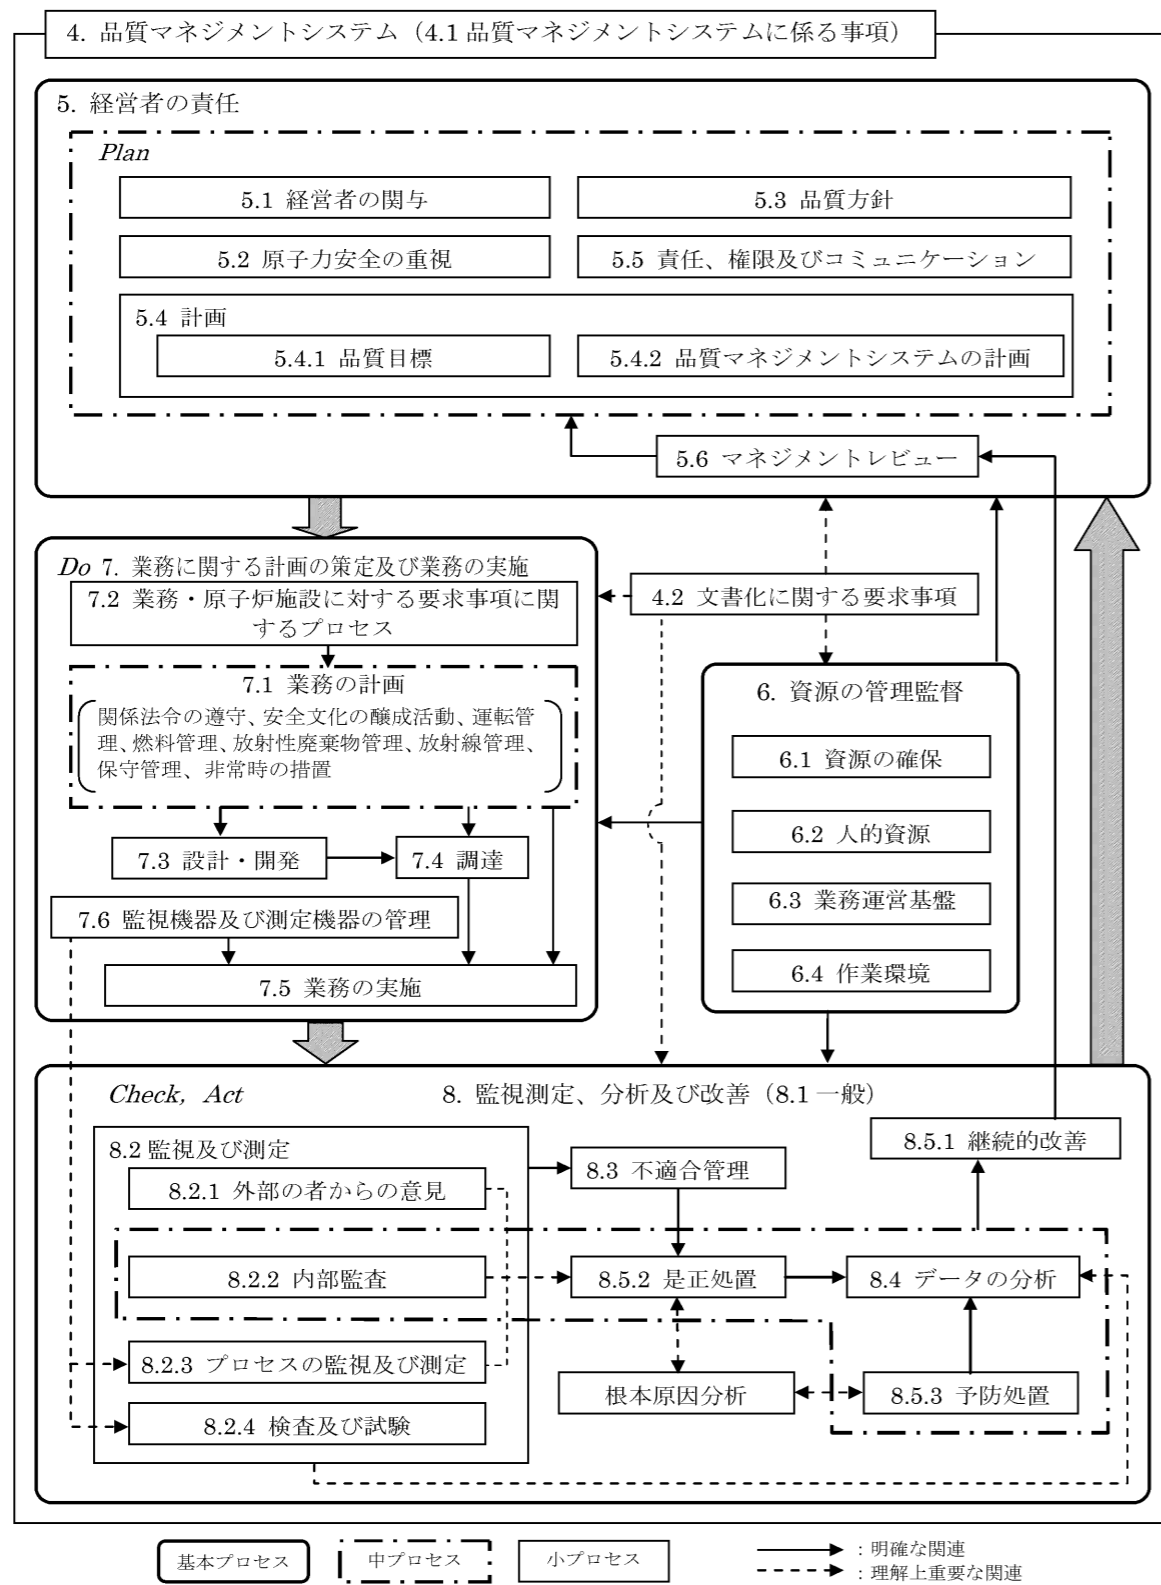 4. 品質マネジメントシステム（4.1品質マネジメントシステムに係る事項）
5. 経営者の責任
Plan
5.1 経営者の関与
5.3 品質方針
5.2 原子力安全の重視
5.5 責任、権限及びコミュニケーション
5.4 計画
5.4.1 品質目標
5.4.2 品質マネジメントシステムの計画
5.6 マネジメントレビュー
Do 7. 業務に関する計画の策定及び業務の実施
7.2 業務・原子炉施設に対する要求事項に関
するプロセス
4.2 文書化に関する要求事項
7.1 業務の計画
関係法令の遵守、安全文化の醸成活動、運転管
理、燃料管理、放射性廃棄物管理、放射線管理、
保守管理、非常時の措置
7.3 設計・開発
7.4 調達
7.6 監視機器及び測定機器の管理
7.5 業務の実施
6. 資源の管理監督
6.1 資源の確保
6.2 人的資源
6.3 業務運営基盤
6.4 作業環境
Check, Act
8. 監視測定、分析及び改善（8.1一般）
8.2監視及び測定
8.5.1 継続的改善
8.3 不適合管理
8.2.1 外部の者からの意見
8.2.2 内部監査
8.5.2 是正処置
8.4 データの分析
8.2.3 プロセスの監視及び測定
根本原因分析
8.5.3 予防処置
8.2.4 検査及び試験
基本プロセス
中プロセス
小プロセス
：明確な関連
：理解上重要な関連